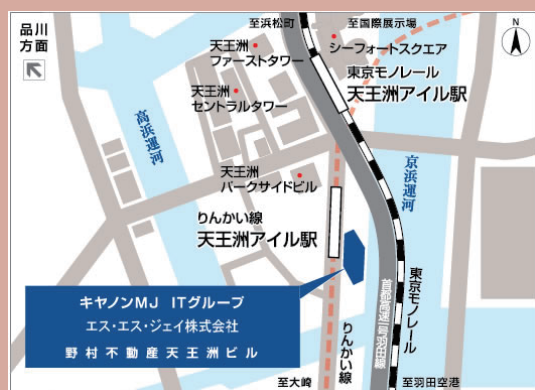 品川
方面
至浜松町
至国際展示場
N
天王洲
ファーストタワー
シーフォートスクエア
東京モノレール
天王洲アイル駅
天王洲
セントラルタワー
高浜運河
京浜運河
天王洲
パークサイドビル
りんかい線
天王洲アイル駅
キヤノンMJ ITグループ
エス・エス・ジェイ株式会社
野村不動産天王洲ビル
首都高速一号羽田線
東京モノレール
りんかい線
至大崎
至羽田空港